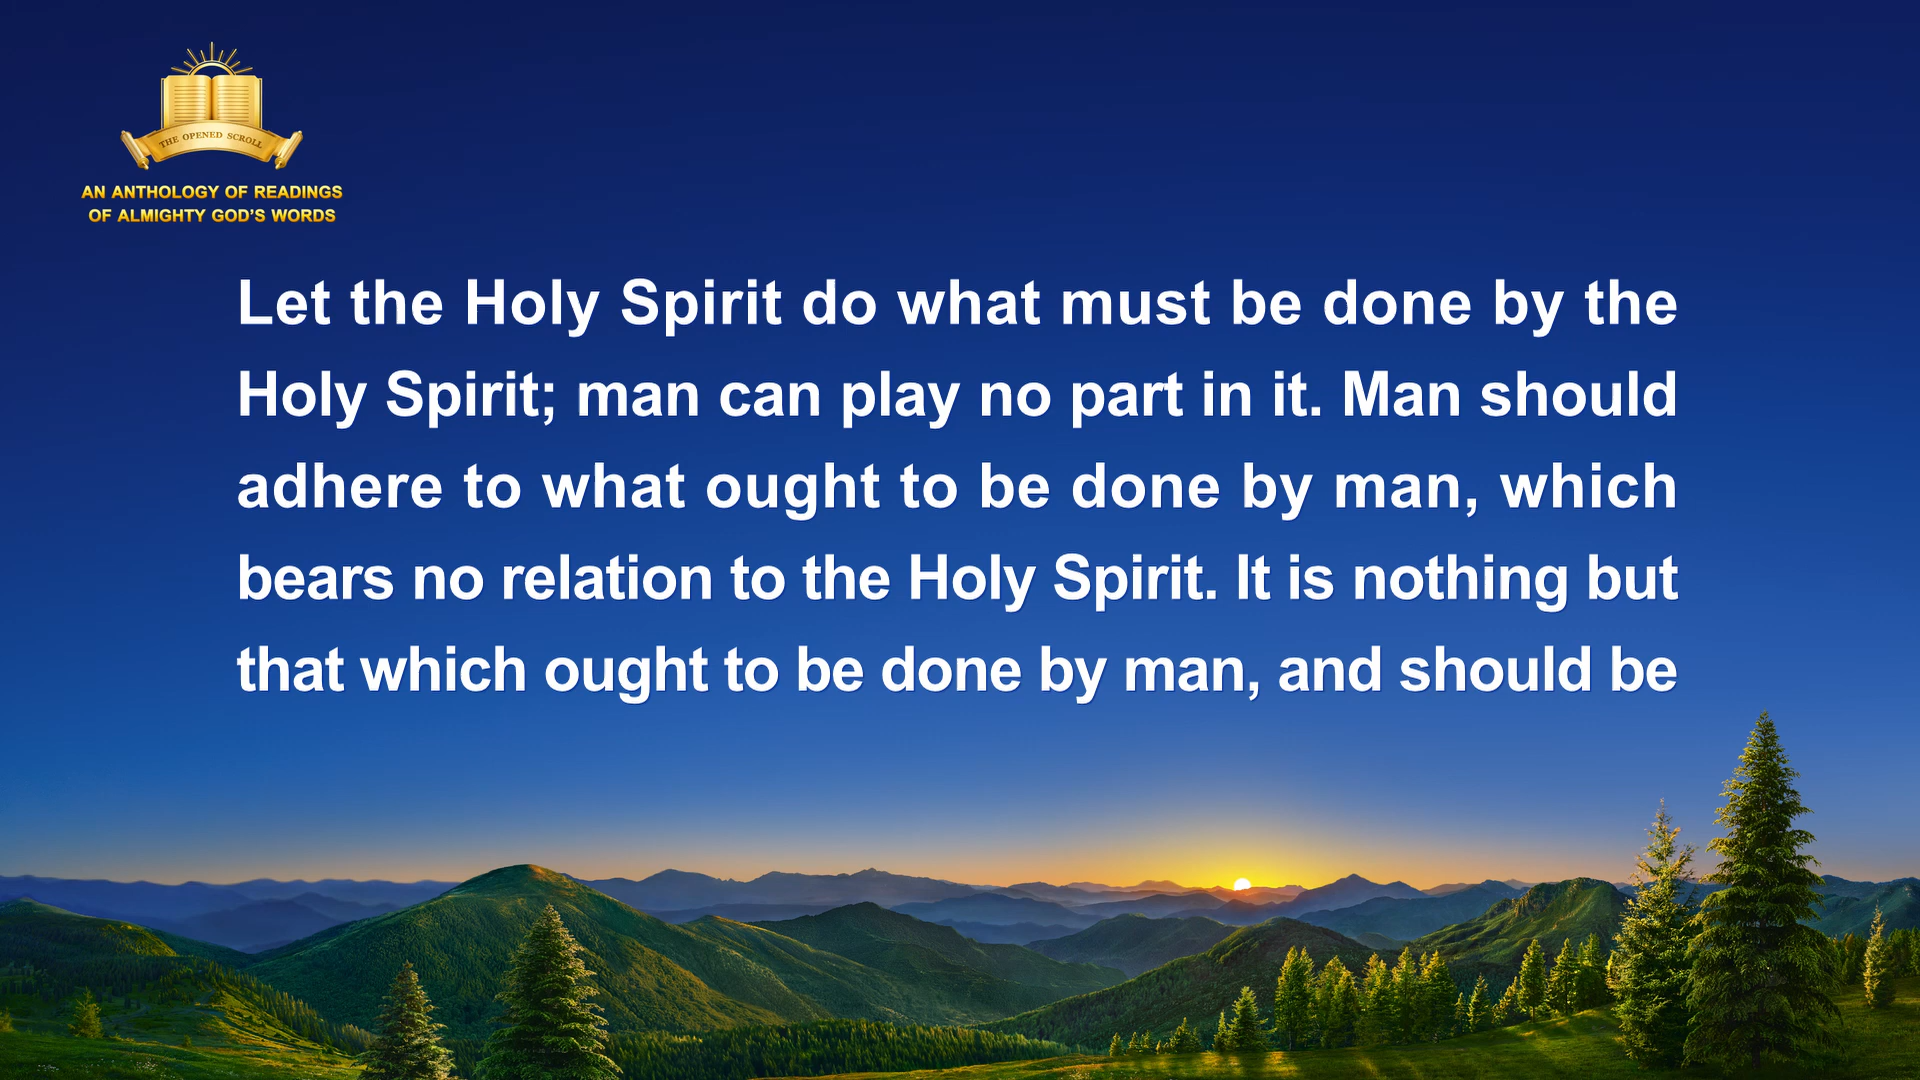 THE OPENED SCROLL
AN ANTHOLOGY OF READINGS
OF ALMIGHTY GOD'S WORDS
Let the Holy Spirit do what must be done by the
Holy Spirit; man can play no part in it. Man should
adhere to what ought to be done by man, which
bears no relation to the Holy Spirit. It is nothing but
that which ought to be done by man, and should be